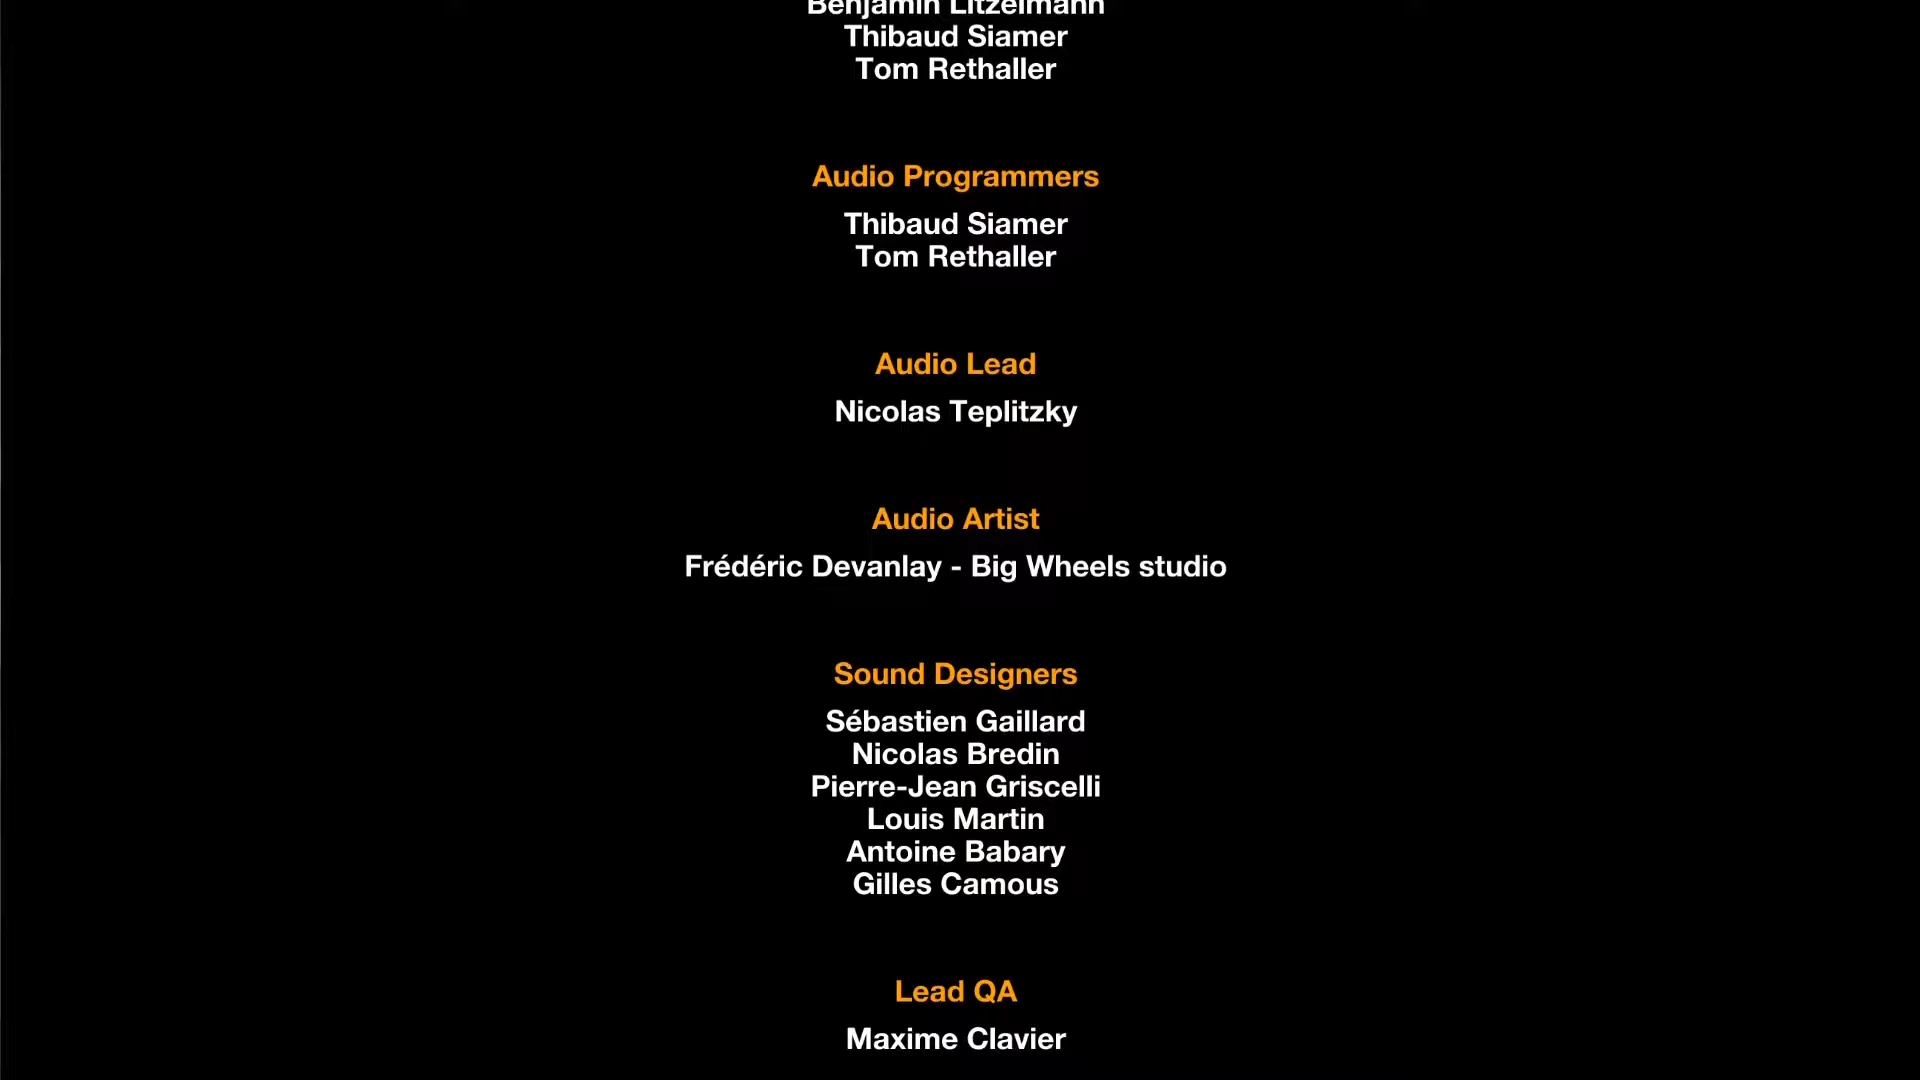 Benjamin Litzelmann
Thibaud Siamer
Tom Rethaller
Audio Programmers
Thibaud Siamer
Tom Rethaller
Audio Lead
Nicolas Teplitzky
Audio Artist
Frédéric Devanlay - Big Wheels studio
Sound Designers
Sébastien Gaillard
Nicolas Bredin
Pierre-Jean Griscelli
Louis Martin
Antoine Babary
Gilles Camous
Lead QA
Maxime Clavier